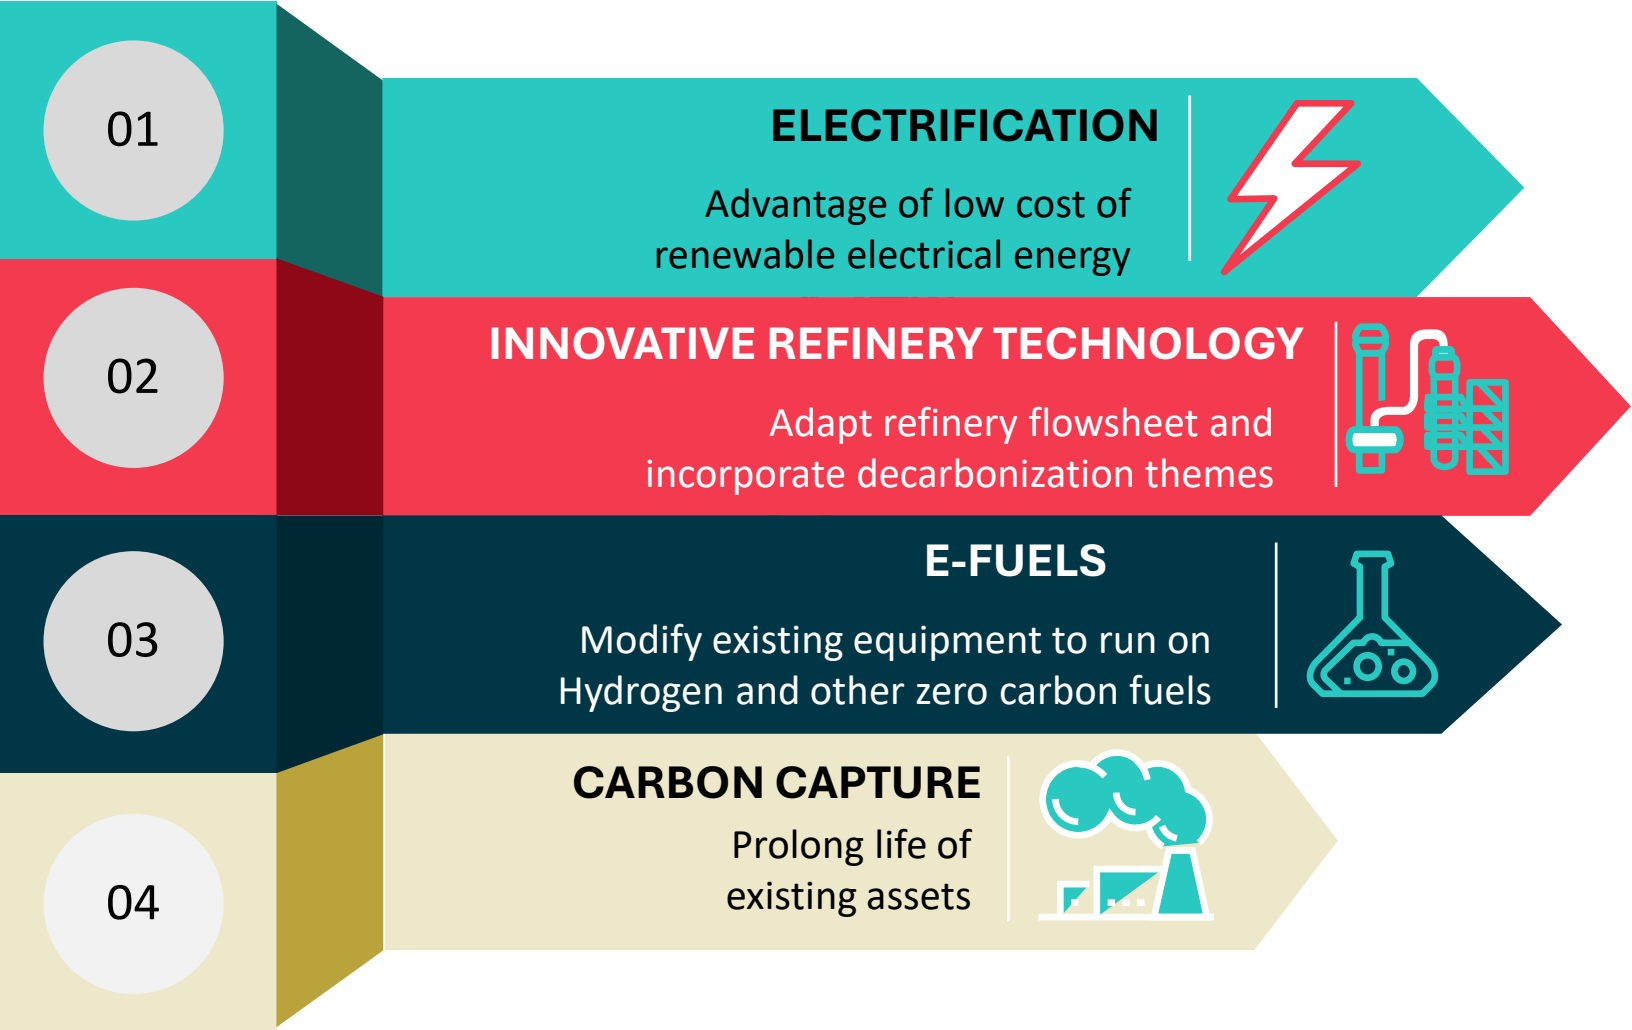 01
ELECTRIFICATION
Advantage of low cost of
renewable electrical energy
02
INNOVATIVE REFINERY TECHNOLOGY
Adapt refinery flowsheet and
incorporate decarbonization themes
03
E-FUELS
Modify existing equipment to run on
Hydrogen and other zero carbon fuels
04
CARBON CAPTURE
Prolong life of
existing assets